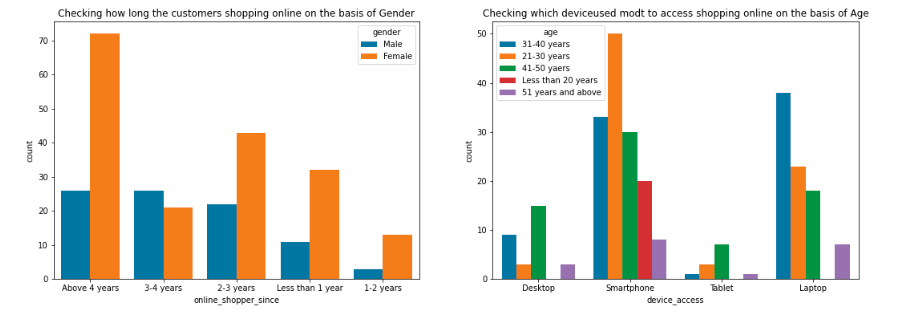 Checking how long the customers shopping online on the basis of Gender
70
60
50
40
30
20
10
0
count
gender
Male
Female
Above 4 years
3-4 years
2-3 years
Less than 1 year
1-2 years
online_shopper_since
Checking which deviceused modt to access shopping online on the basis of Age
50
40
30
20
10
0
count
age
31-40 years
21-30 years
41-50 yaers
Less than 20 years
51 years and above
Desktop
Smartphone
Tablet
Laptop
device_access